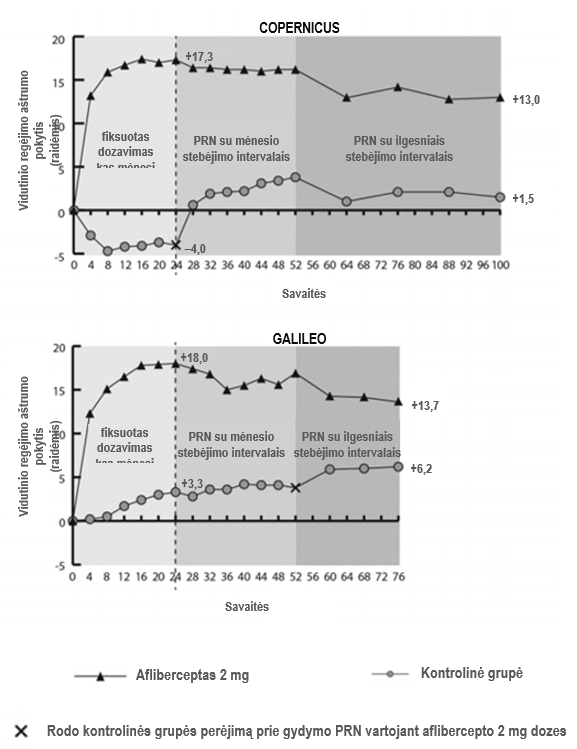 COPERNICUS
Vidutinio regėjimo aštrumo
pokytis
(raidėmis)
20
15
10
5
0
-5
+17,3
+13,0
+1,5
–4,0
fiksuotas
dozavimas
kas mėnesį
PRN su mėnesio
stebėjimo intervalais
PRN su ilgesniais
stebėjimo intervalais
0 4 8 12 16 20 24 28 32 36 40 44 48 52 56 60 64 68 72 76 80 84 88 92 96 100
Savaitės
GALILEO
Vidutinio regėjimo aštrumo
pokytis
(raidėmis)
20
15
10
5
0
-5
+18,0
+13,7
+6,2
+3,3
fiksuotas
dozavimas
kas mėnesį
PRN su mėnesio
stebėjimo intervalais
PRN su ilgesniais
stebėjimo intervalais
0 4 8 12 16 20 24 28 32 36 40 44 48 52 56 60 64 68 72 76
Savaitės
Afliberceptas 2 mg
Kontrolinė grupė
Rodo kontrolinės grupės perėjimą prie gydymo PRN vartojant aflibercepto 2 mg dozes